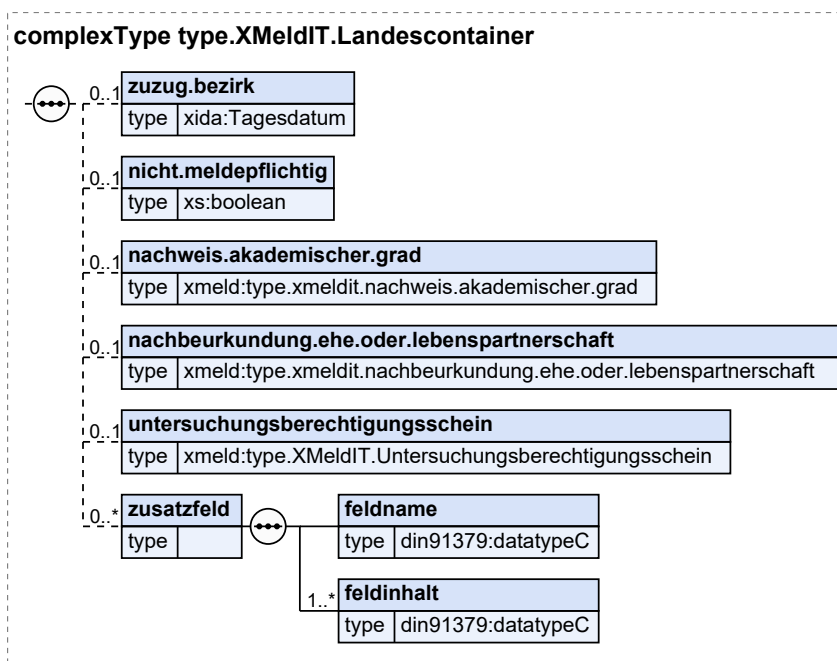 complexType type.XMeldIT.Landescontainer
0..1 zuzug.bezirk
type xida:Tagesdatum
0..1 nicht.meldepflichtig
type xs:boolean
0..1 nachweis.akademischer.grad
type xmeld:type.xmeldit.nachweis.akademischer.grad
0..1 nachbeurkundung.ehe.oder.lebenspartnerschaft
type xmeld:type.xmeldit.nachbeurkundung.ehe.oder.lebenspartnerschaft
0..1 untersuchungsberechtigungsschein
type xmeld:type.XMeldIT.Untersuchungsberechtigungsschein
0..* zusatzfeld
type
feldname
type din91379:datatypeC
1..* feldinhalt
type din91379:datatypeC